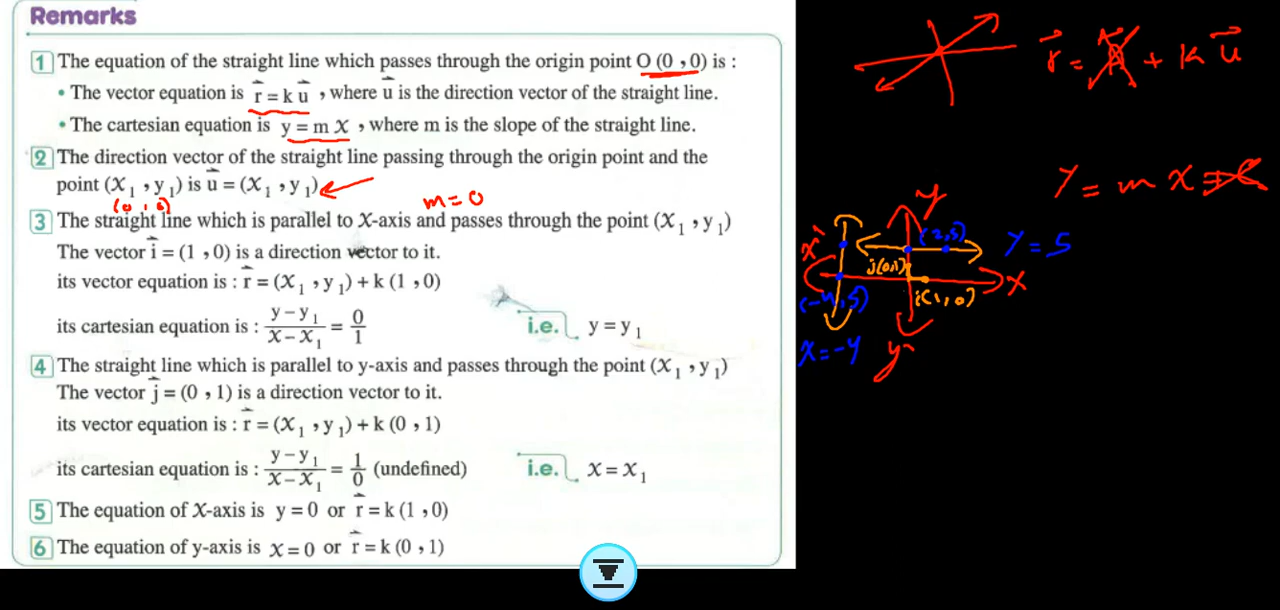 Remarks
1 The equation of the straight line which passes through the origin point O (0 , 0) is :
• The vector equation is r⃗ = k u⃗ , where u⃗ is the direction vector of the straight line.
• The cartesian equation is y = m X , where m is the slope of the straight line.
2 The direction vector of the straight line passing through the origin point and the
point (X₁ , y₁) is u⃗ = (X₁ , y₁)
m = 0
3 The straight line which is parallel to X-axis and passes through the point (X₁ , y₁)
The vector i⃗ = (1 , 0) is a direction vector to it.
its vector equation is : r⃗ = (X₁ , y₁) + k (1 , 0)
its cartesian equation is : (y – y₁)/(X – X₁) = 0/1 i.e. y = y₁
4 The straight line which is parallel to y-axis and passes through the point (X₁ , y₁)
The vector j⃗ = (0 , 1) is a direction vector to it.
its vector equation is : r⃗ = (X₁ , y₁) + k (0 , 1)
its cartesian equation is : (y – y₁)/(X – X₁) = 1/0 (undefined) i.e. X = X₁
5 The equation of X-axis is y = 0 or r⃗ = k (1 , 0)
6 The equation of y-axis is X = 0 or r⃗ = k (0 , 1)
r⃗ = A⃗ + k u⃗
Y = m X + c
y
(2,5)
Y = 5
x'
j(0,1)
x
(-4,5)
i(1,0)
X = -4
y'